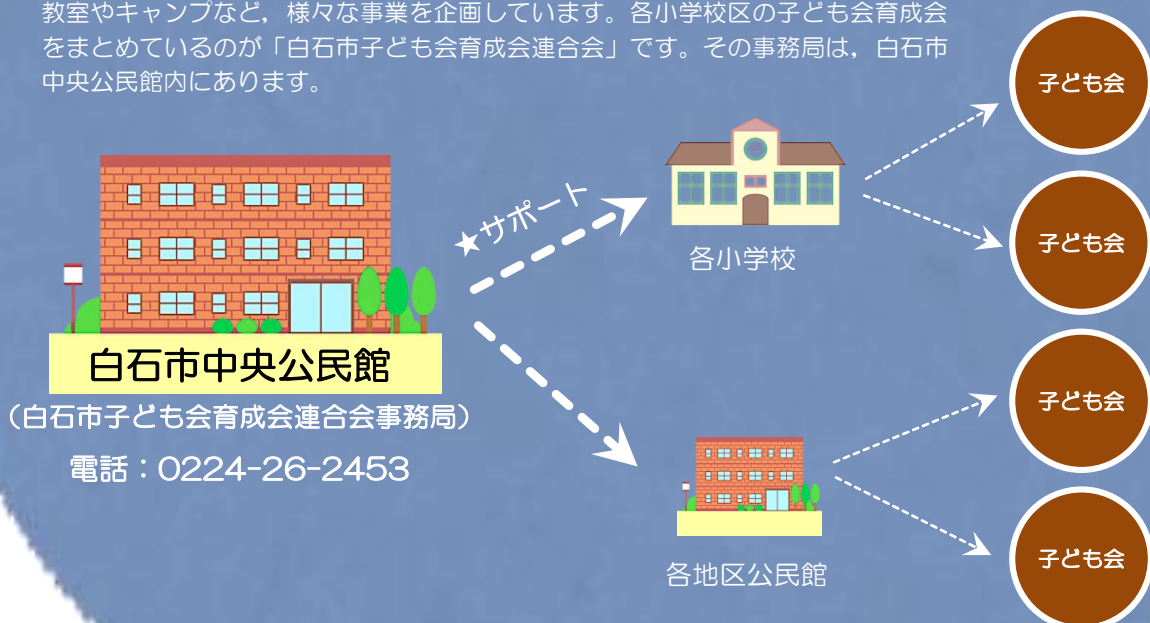 教室やキャンプなど，様々な事業を企画しています。各小学校区の子ども会育成会
をまとめているのが「白石市子ども会育成会連合会」です。その事務局は，白石市
中央公民館内にあります。
子ども会
★サポート
各小学校
子ども会
白石市中央公民館
（白石市子ども会育成会連合会事務局）
電話：0224-26-2453
子ども会
各地区公民館
子ども会